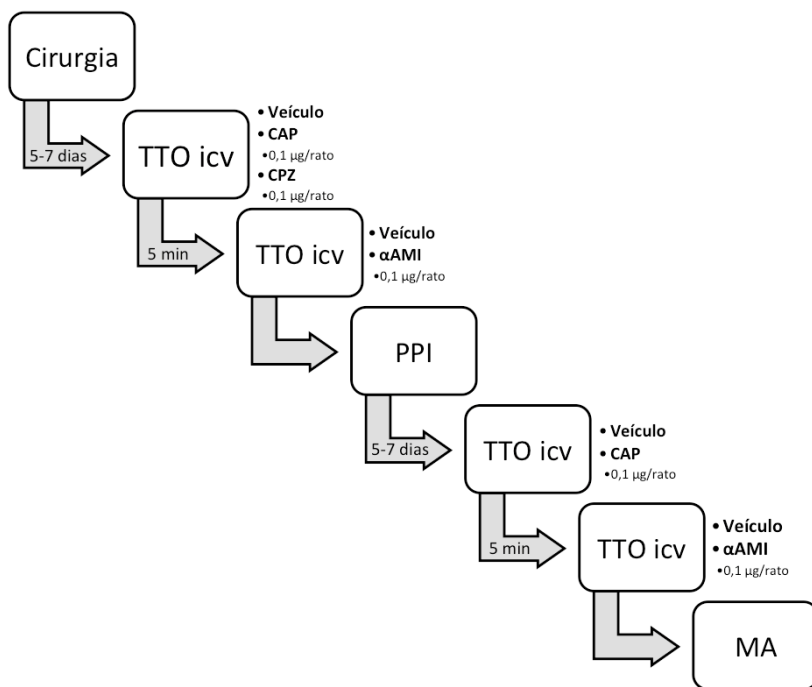 Cirurgia
5-7 dias
TTO icv
• Veículo
• CAP
•0,1 µg/rato
• CPZ
•0,1 µg/rato
5 min
TTO icv
• Veículo
• αAMI
•0,1 µg/rato
PPI
5-7 dias
TTO icv
• Veículo
• CAP
•0,1 µg/rato
5 min
TTO icv
• Veículo
• αAMI
•0,1 µg/rato
MA